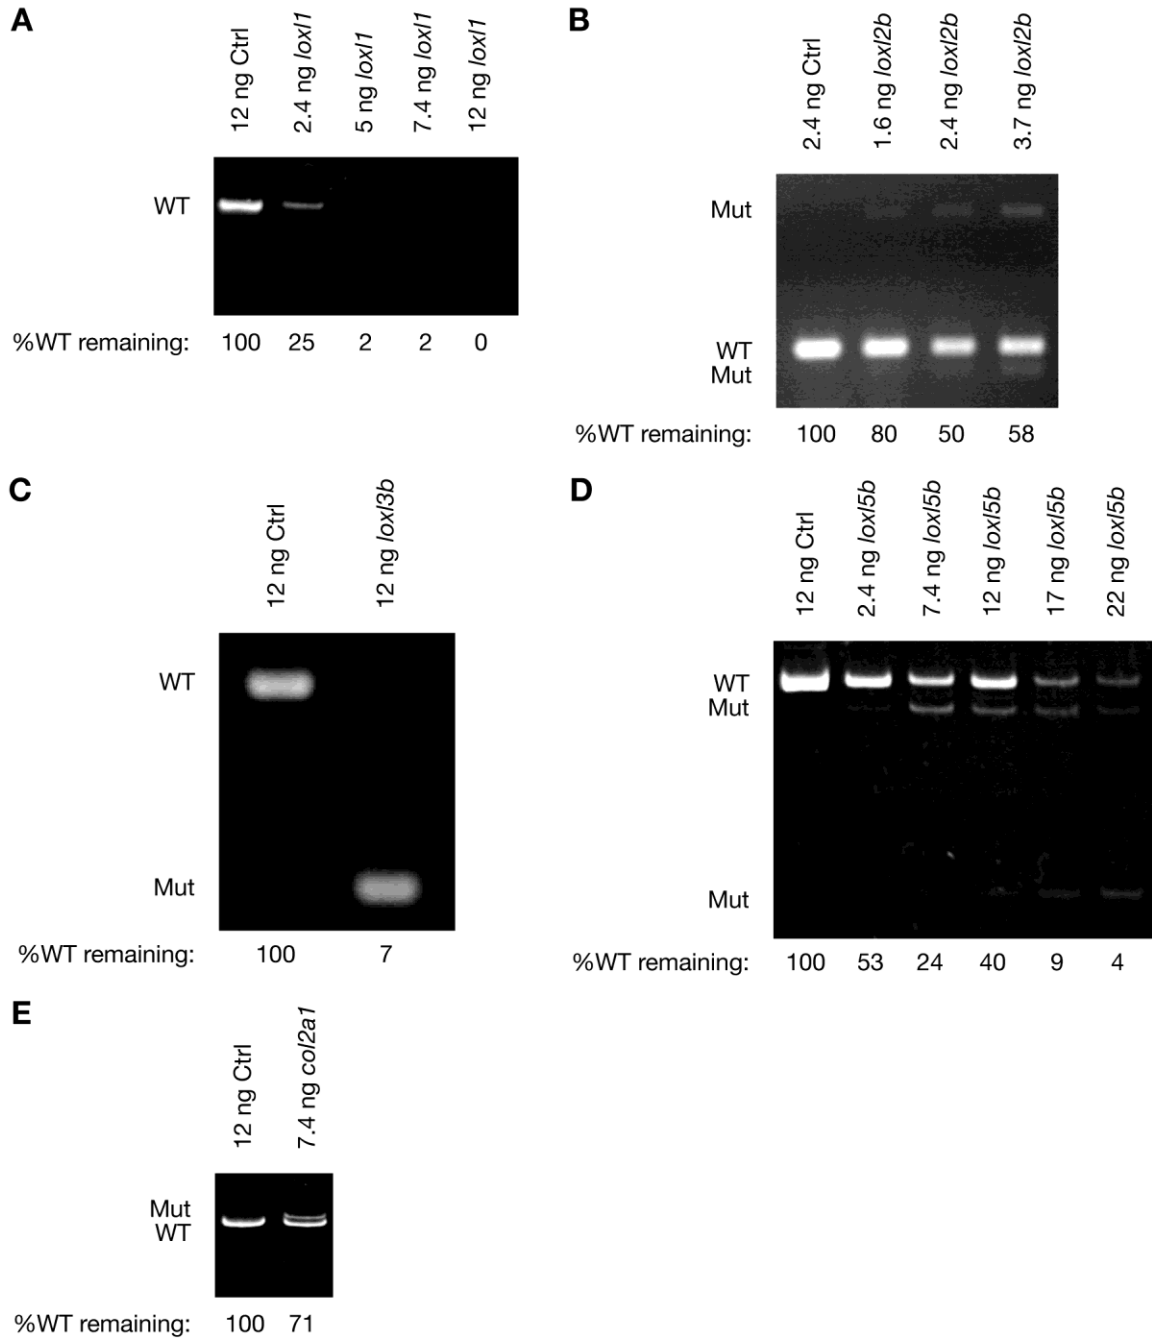 A
12 ng Ctrl
2.4 ng loxl1
5 ng loxl1
7.4 ng loxl1
12 ng loxl1
WT
%WT remaining: 100 25 2 2 0
B
2.4 ng Ctrl
1.6 ng loxl2b
2.4 ng loxl2b
3.7 ng loxl2b
Mut
WT
Mut
%WT remaining: 100 80 50 58
C
12 ng Ctrl
12 ng loxl3b
WT
Mut
%WT remaining: 100 7
D
12 ng Ctrl
2.4 ng loxl5b
7.4 ng loxl5b
12 ng loxl5b
17 ng loxl5b
22 ng loxl5b
WT
Mut
Mut
%WT remaining: 100 53 24 40 9 4
E
12 ng Ctrl
7.4 ng col2a1
Mut
WT
%WT remaining: 100 71